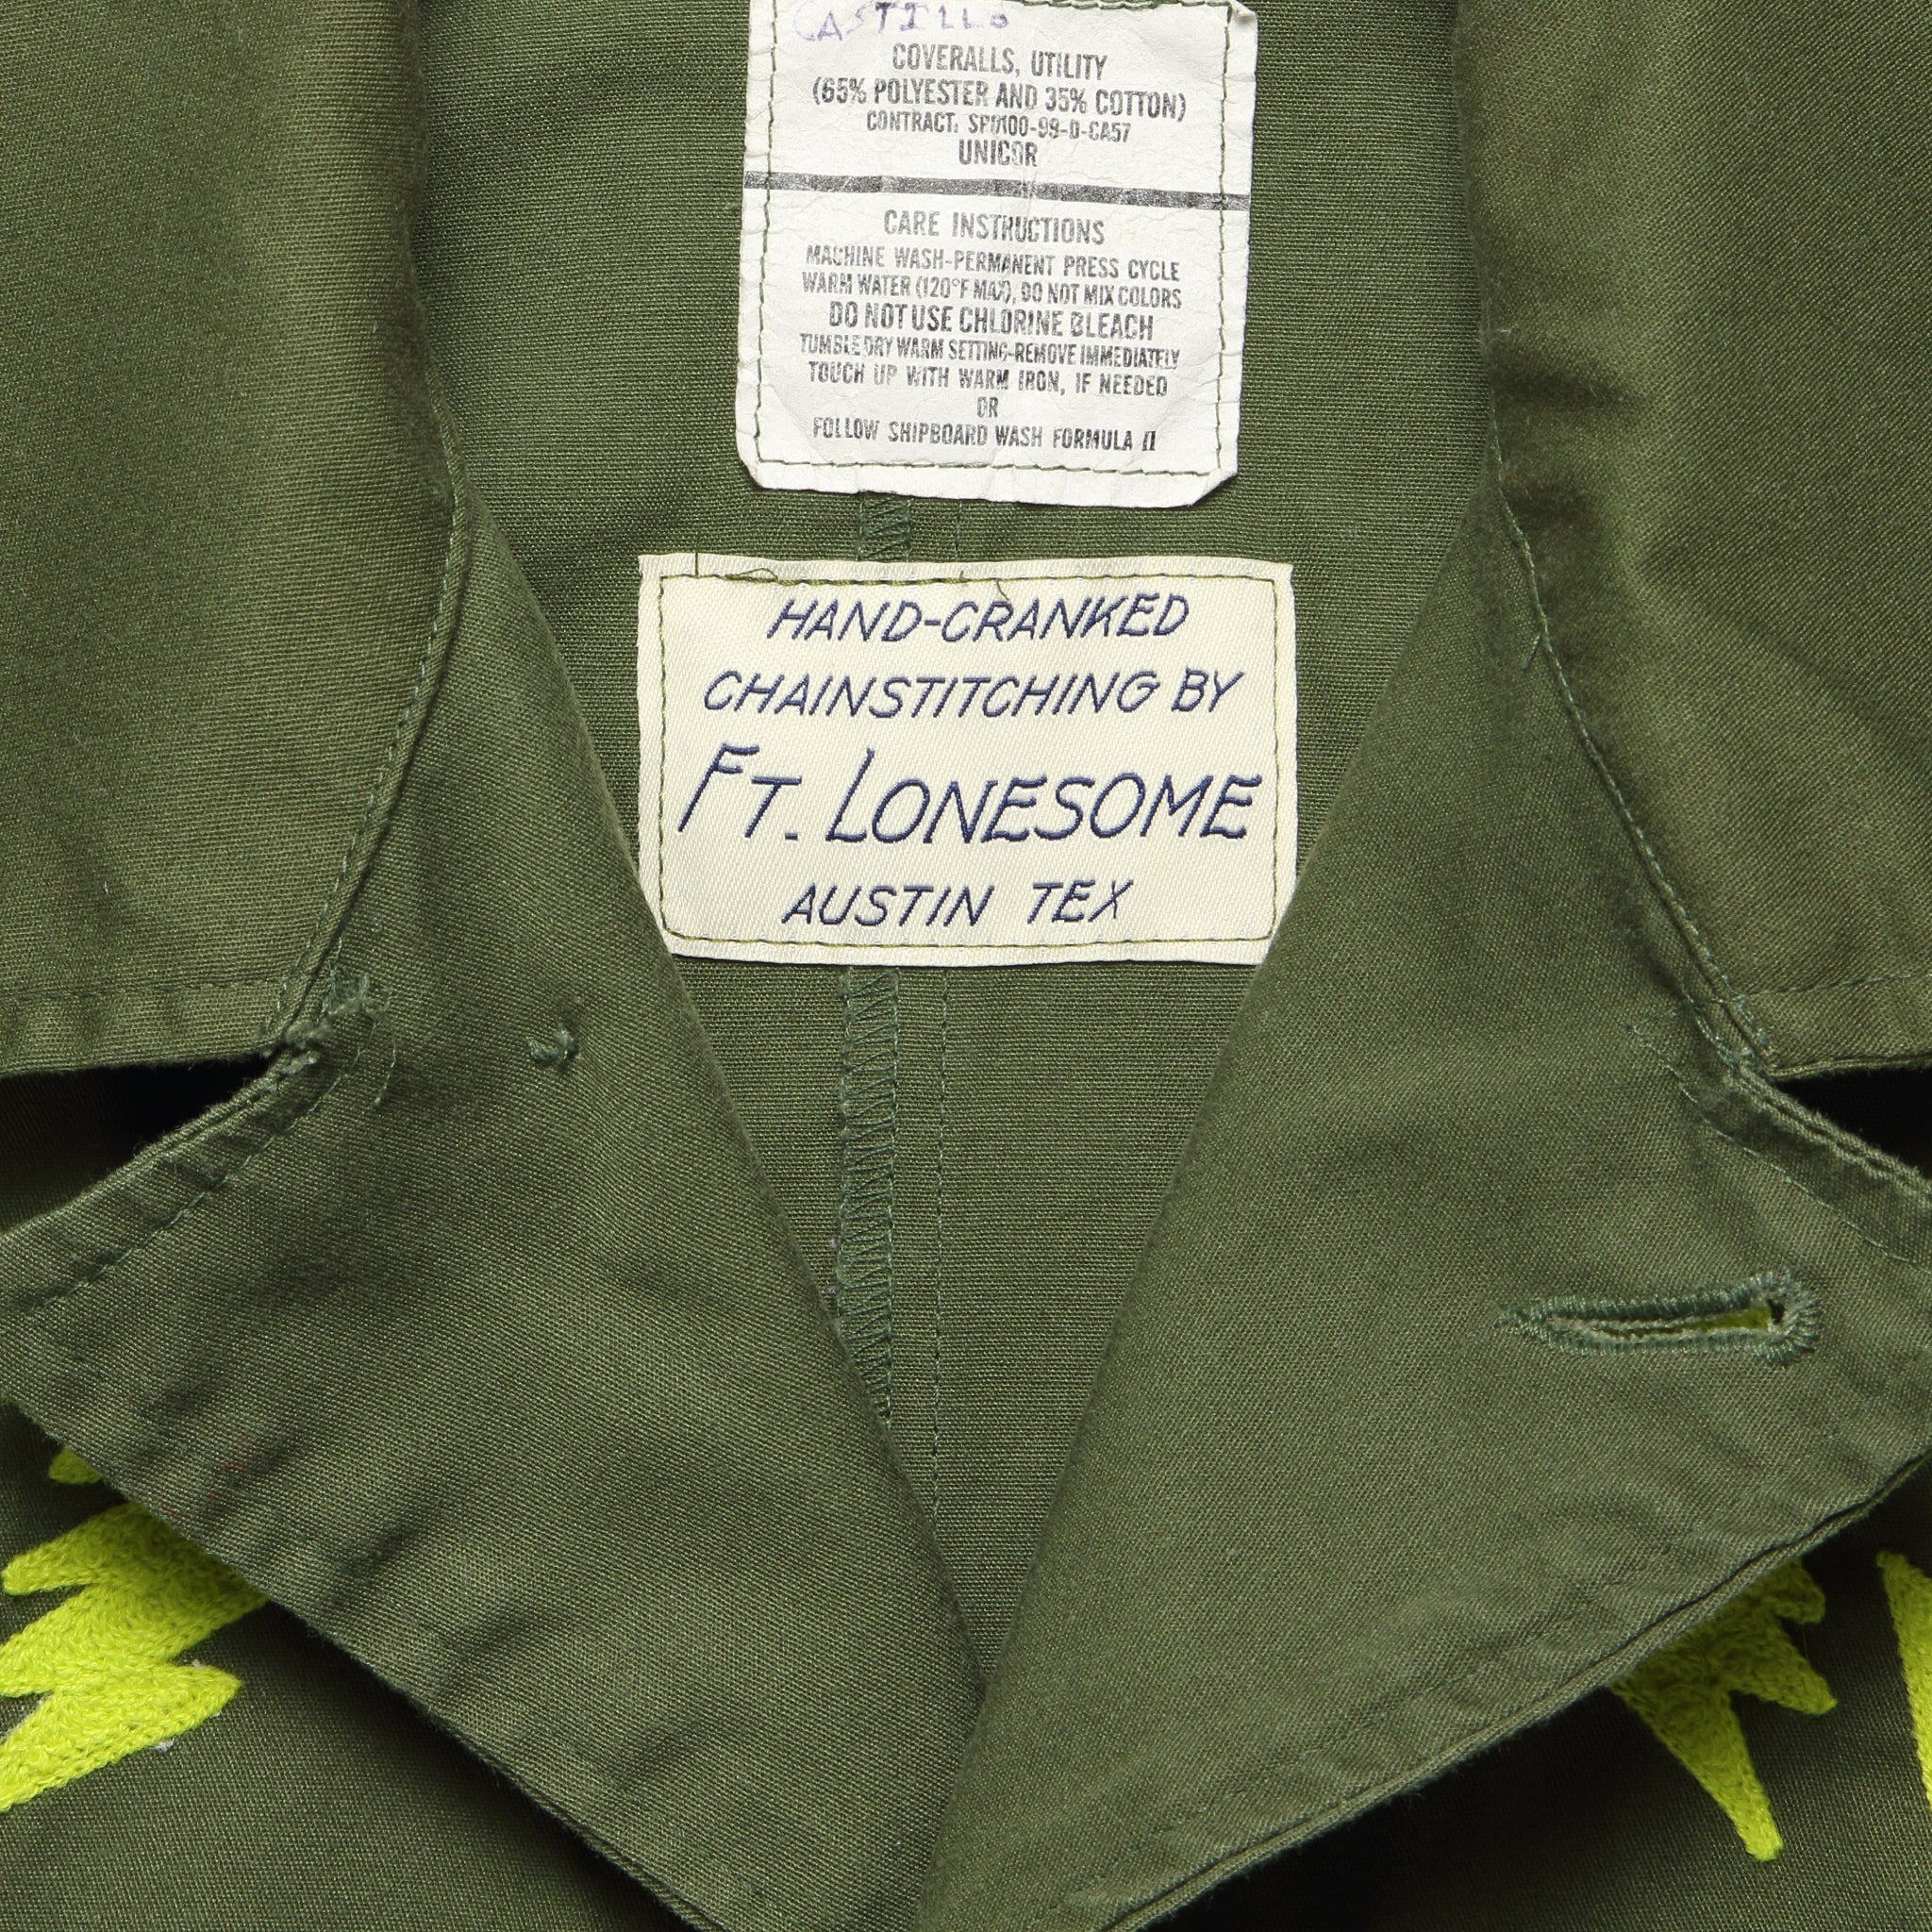 CASTILLO
COVERALLS, UTILITY
(65% POLYESTER AND 35% COTTON)
CONTRACT: SP0100-99-D-CA57
UNICOR
CARE INSTRUCTIONS
MACHINE WASH-PERMANENT PRESS CYCLE
WARM WATER (120°F MAX), DO NOT MIX COLORS
DO NOT USE CHLORINE BLEACH
TUMBLE DRY WARM SETTING-REMOVE IMMEDIATELY
TOUCH UP WITH WARM IRON, IF NEEDED
OR
FOLLOW SHIPBOARD WASH FORMULA II
HAND-CRANKED
CHAINSTITCHING BY
FT. LONESOME
AUSTIN TEX